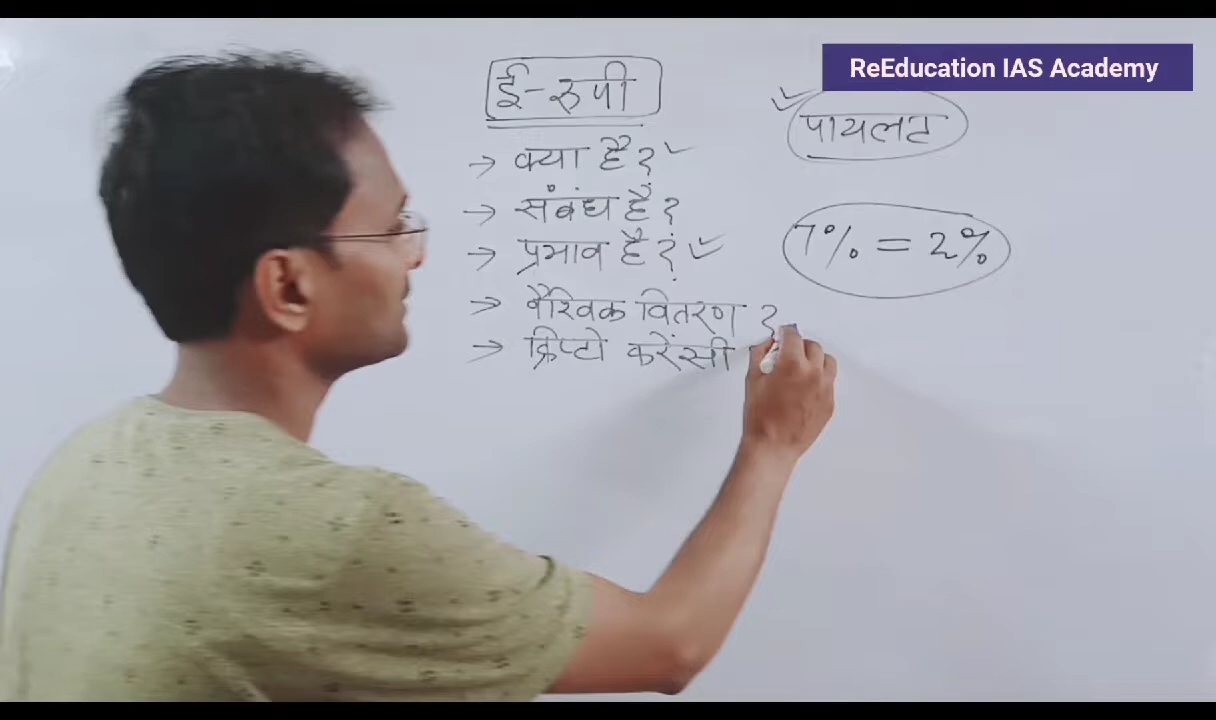 ReEducation IAS Academy
ई-रुपी
पायलट
→ क्या है?
→ संबंध हैं?
→ प्रभाव है?
7% = 2%
→ वैश्विक वितरण ?
→ क्रिप्टो करेंसी